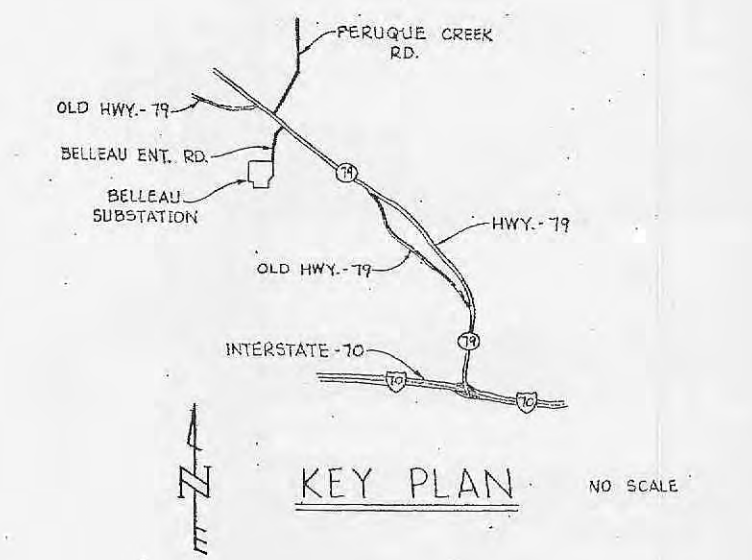 PERUQUE CREEK
RD.
OLD HWY.-79
BELLEAU ENT. RD.
BELLEAU
SUBSTATION
79
HWY.-79
OLD HWY.-79
79
INTERSTATE-70
70
70
N
KEY PLAN
NO SCALE